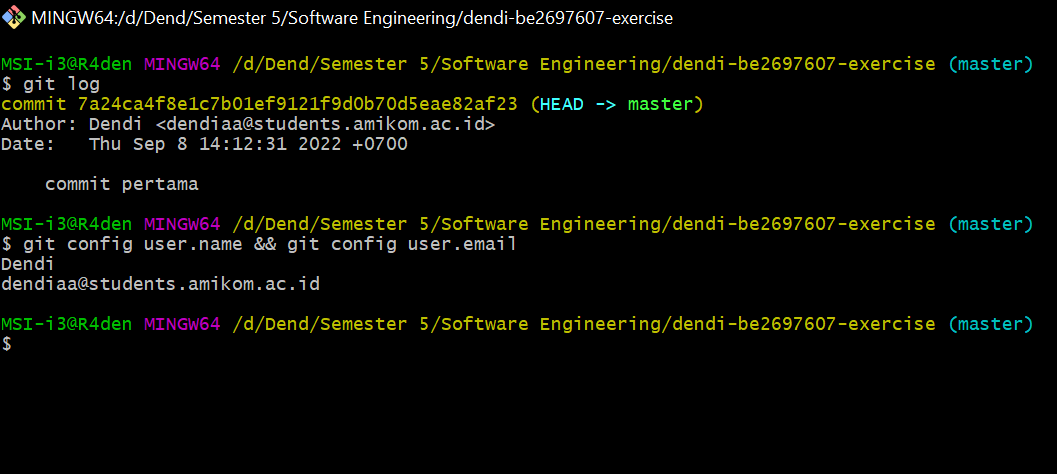 MINGW64:/d/Dend/Semester 5/Software Engineering/dendi-be2697607-exercise
MSI-i3@R4den MINGW64 /d/Dend/Semester 5/Software Engineering/dendi-be2697607-exercise (master)
$ git log
commit 7a24ca4f8e1c7b01ef9121f9d0b70d5eae82af23 (HEAD -> master)
Author: Dendi <dendiaa@students.amikom.ac.id>
Date:   Thu Sep 8 14:12:31 2022 +0700
    commit pertama
MSI-i3@R4den MINGW64 /d/Dend/Semester 5/Software Engineering/dendi-be2697607-exercise (master)
$ git config user.name && git config user.email
Dendi
dendiaa@students.amikom.ac.id
MSI-i3@R4den MINGW64 /d/Dend/Semester 5/Software Engineering/dendi-be2697607-exercise (master)
$